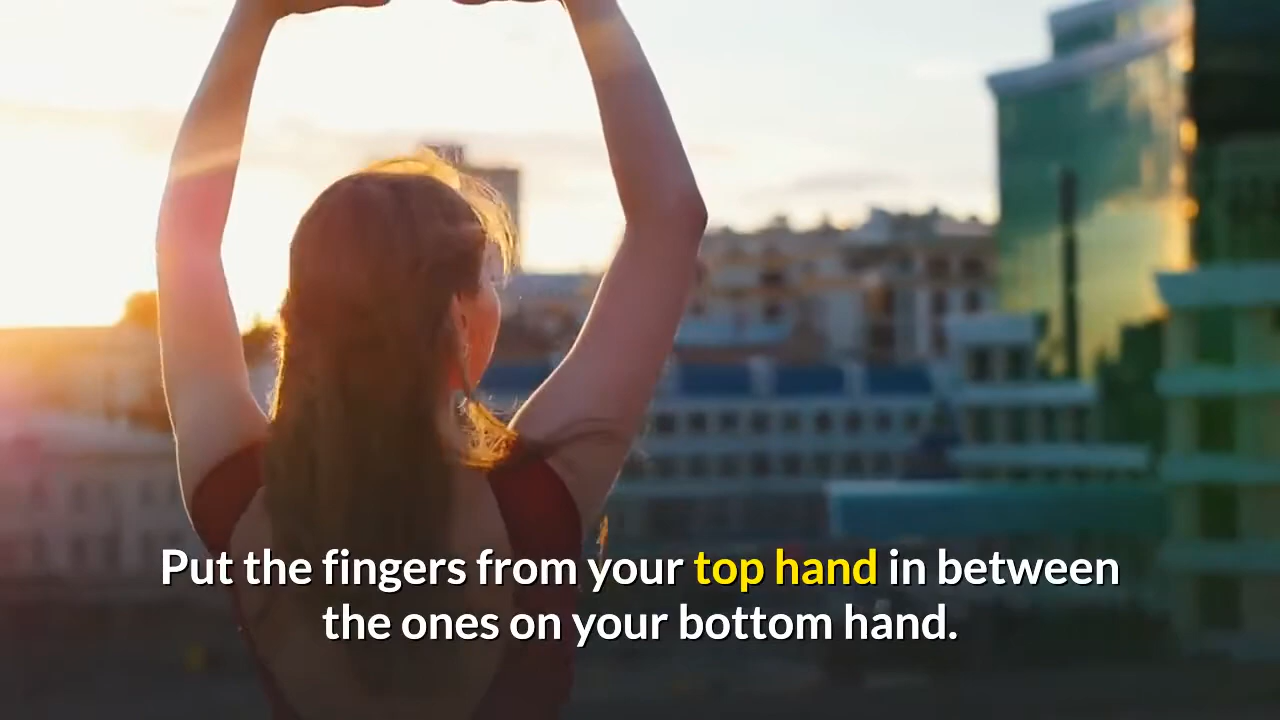 Put the fingers from your top hand in between
the ones on your bottom hand.